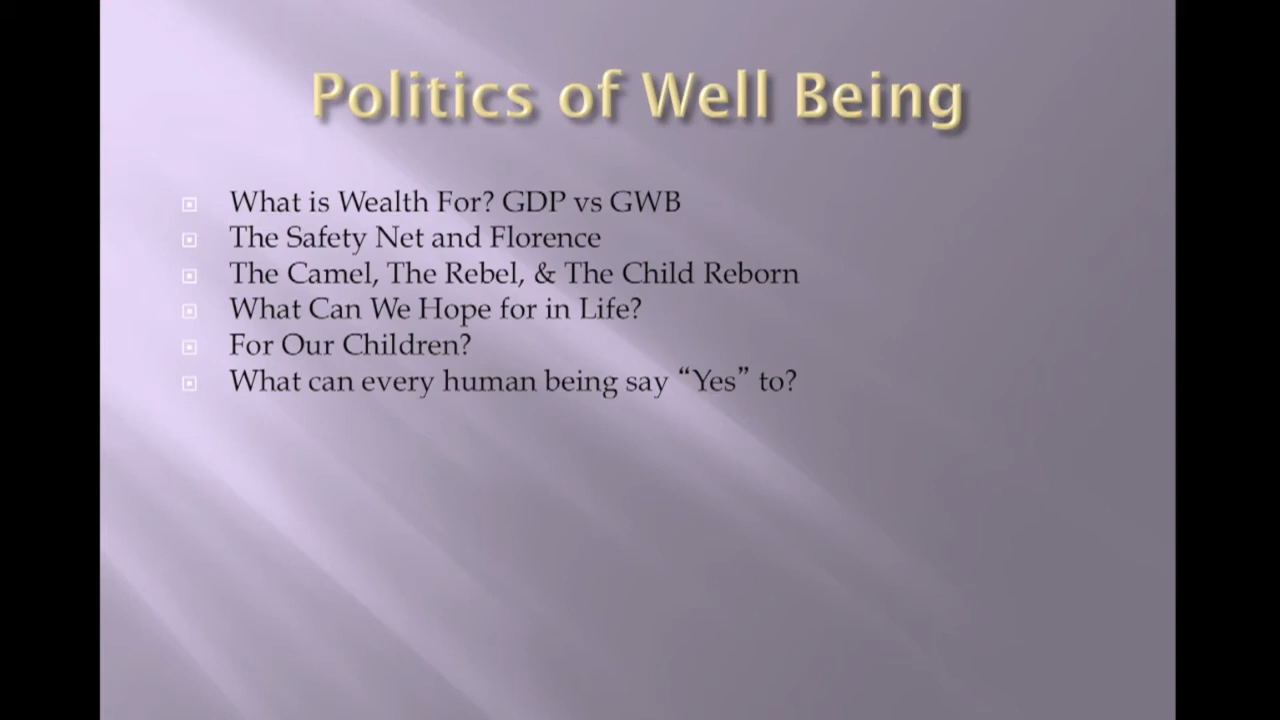 Politics of Well Being
What is Wealth For? GDP vs GWB
The Safety Net and Florence
The Camel, The Rebel, & The Child Reborn
What Can We Hope for in Life?
For Our Children?
What can every human being say “Yes” to?